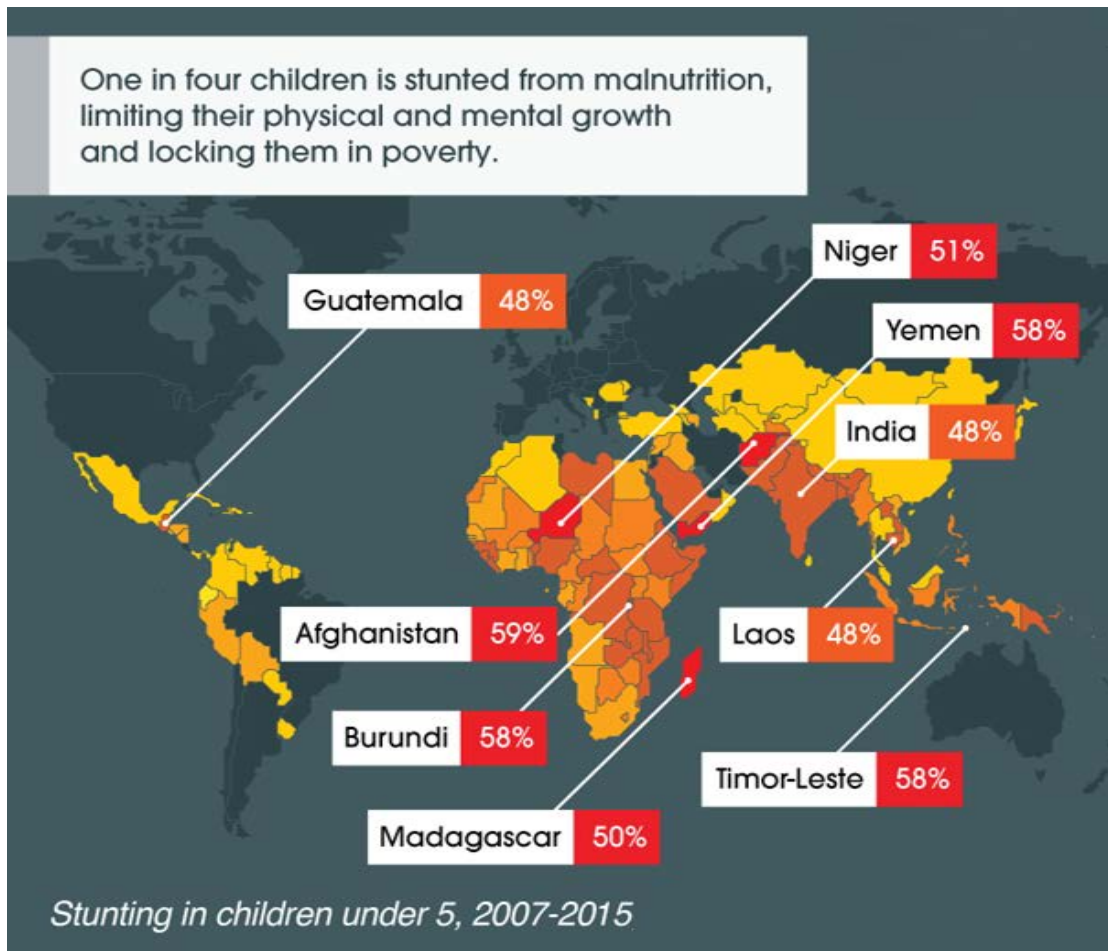 One in four children is stunted from malnutrition,
limiting their physical and mental growth
and locking them in poverty.
Niger 51%
Guatemala 48%
Yemen 58%
India 48%
Afghanistan 59%
Laos 48%
Burundi 58%
Timor-Leste 58%
Madagascar 50%
Stunting in children under 5, 2007-2015